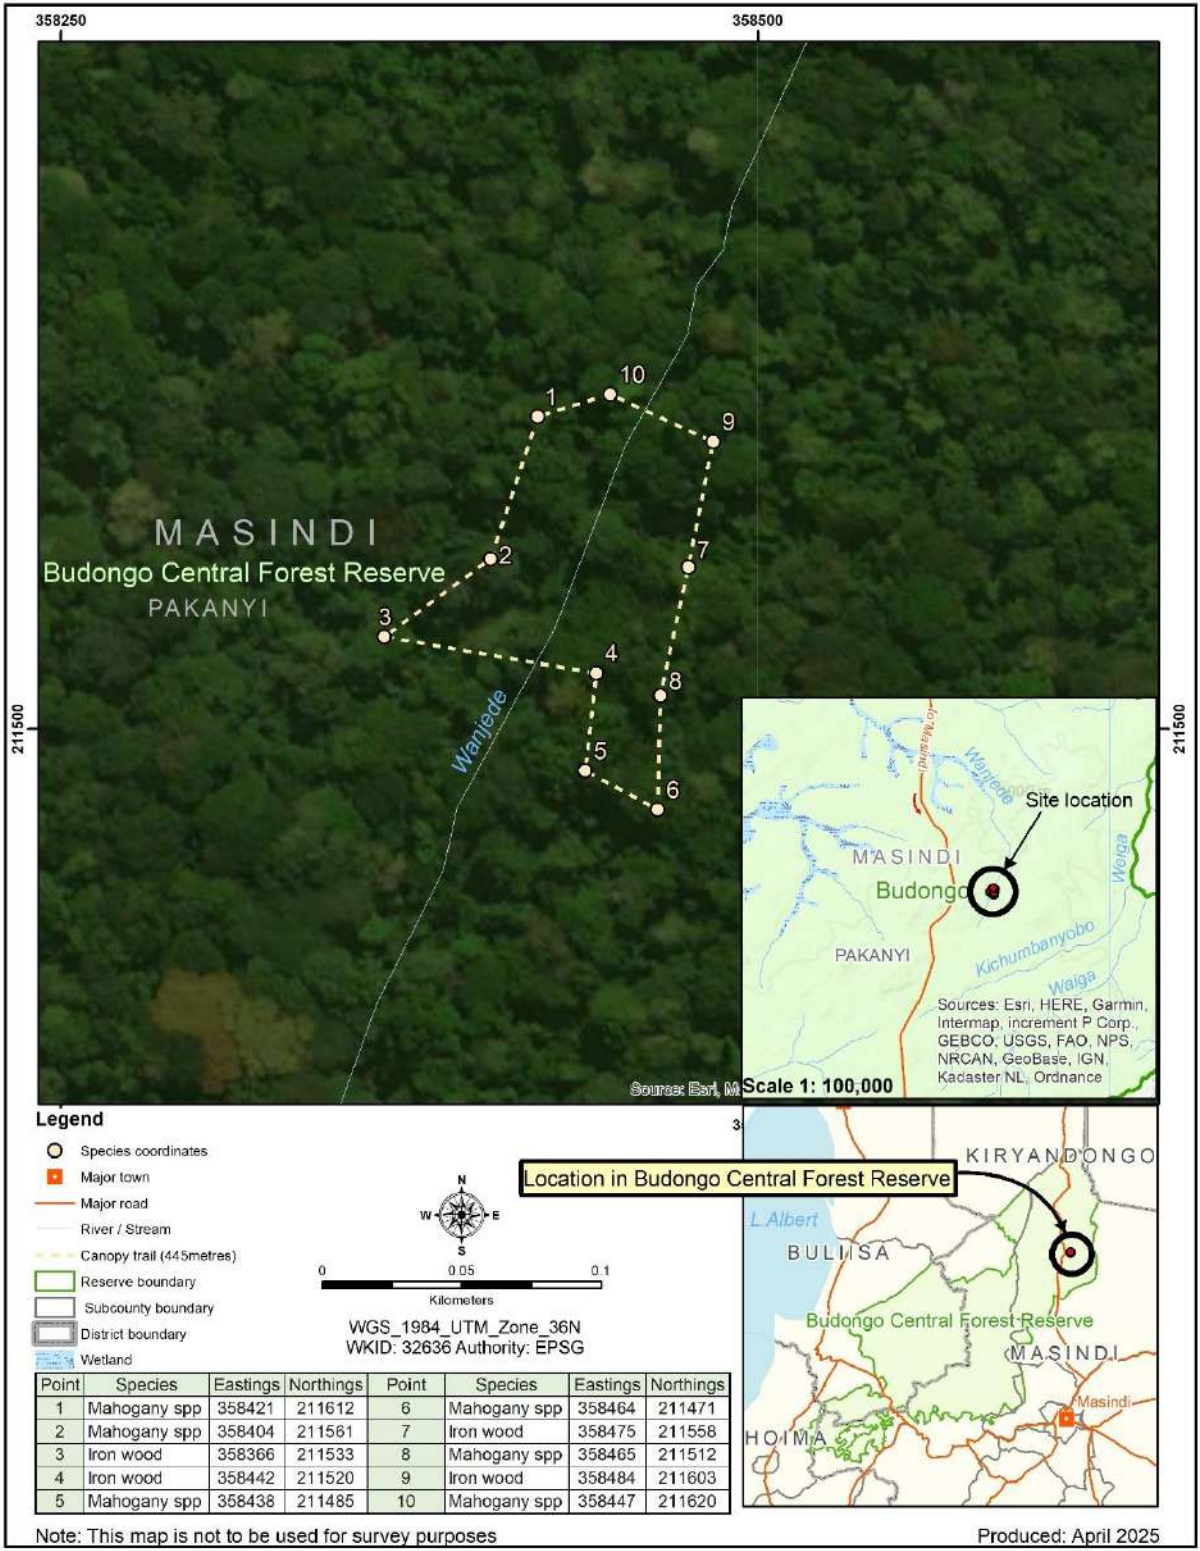 358250
358500
10
1
9
MASINDI
2
7
Budongo Central Forest Reserve
PAKANYI
3
4
8
Wanjede
211500
211500
5
6
to Masindi
Wanjede
Site location
MASINDI
Weiga
Budongo
PAKANYI
Kichumbanyobo
Waiga
Sources: Esri, HERE, Garmin,
Intermap, increment P Corp.,
GEBCO, USGS, FAO, NPS,
NRCAN, GeoBase, IGN,
Kadaster NL, Ordnance
Source: Esri, M
Scale 1: 100,000
Legend
Species coordinates
Major town
Major road
River / Stream
Canopy trail (445metres)
Reserve boundary
Subcounty boundary
District boundary
Wetland
N
W E
S
0 0.05 0.1
Kilometers
WGS_1984_UTM_Zone_36N
WKID: 32636 Authority: EPSG
KIRYANDONGO
Location in Budongo Central Forest Reserve
L.Albert
BULIISA
Budongo Central Forest Reserve
MASINDI
Masindi
HOIMA
Point Species Eastings Northings Point Species Eastings Northings
1 Mahogany spp 358421 211612 6 Mahogany spp 358464 211471
2 Mahogany spp 358404 211561 7 Iron wood 358475 211558
3 Iron wood 358366 211533 8 Mahogany spp 358465 211512
4 Iron wood 358442 211520 9 Iron wood 358484 211603
5 Mahogany spp 358438 211485 10 Mahogany spp 358447 211620
Note: This map is not to be used for survey purposes
Produced: April 2025